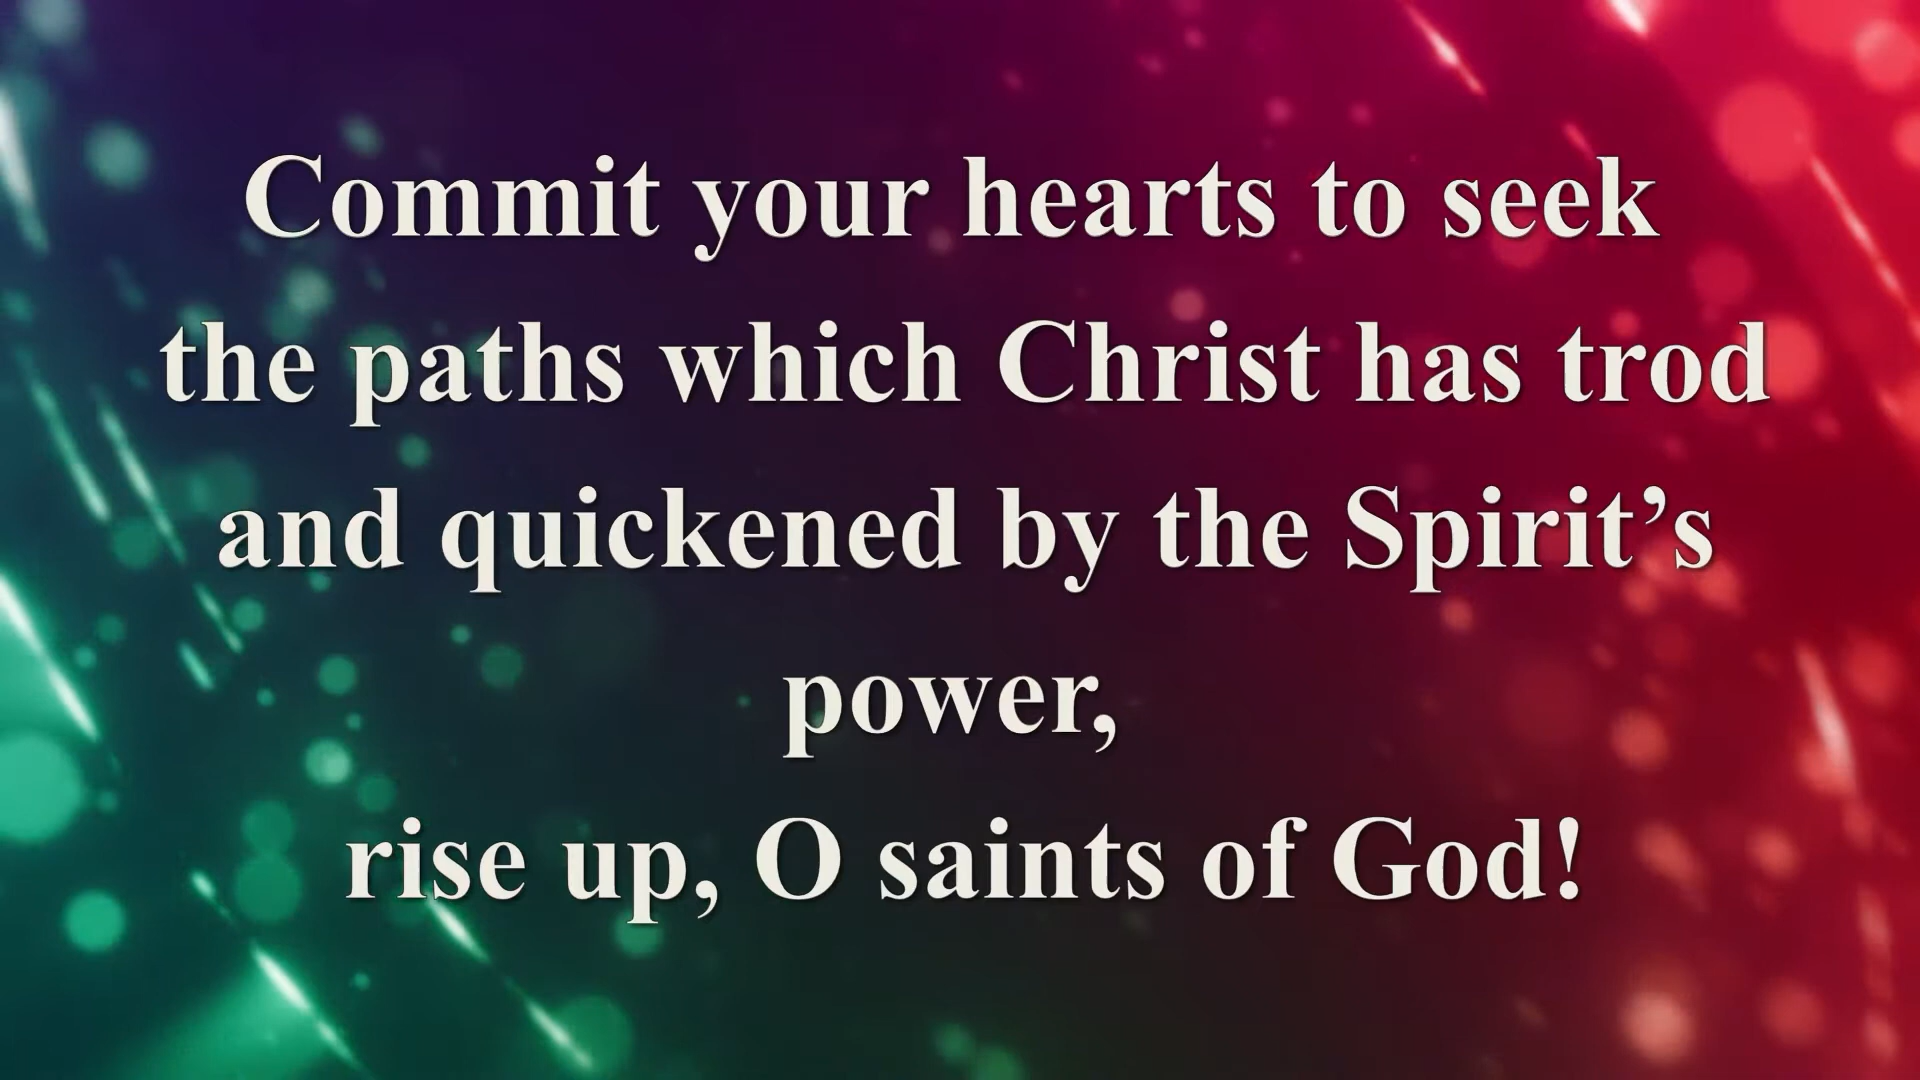 Commit your hearts to seek
the paths which Christ has trod
and quickened by the Spirit’s
power,
rise up, O saints of God!